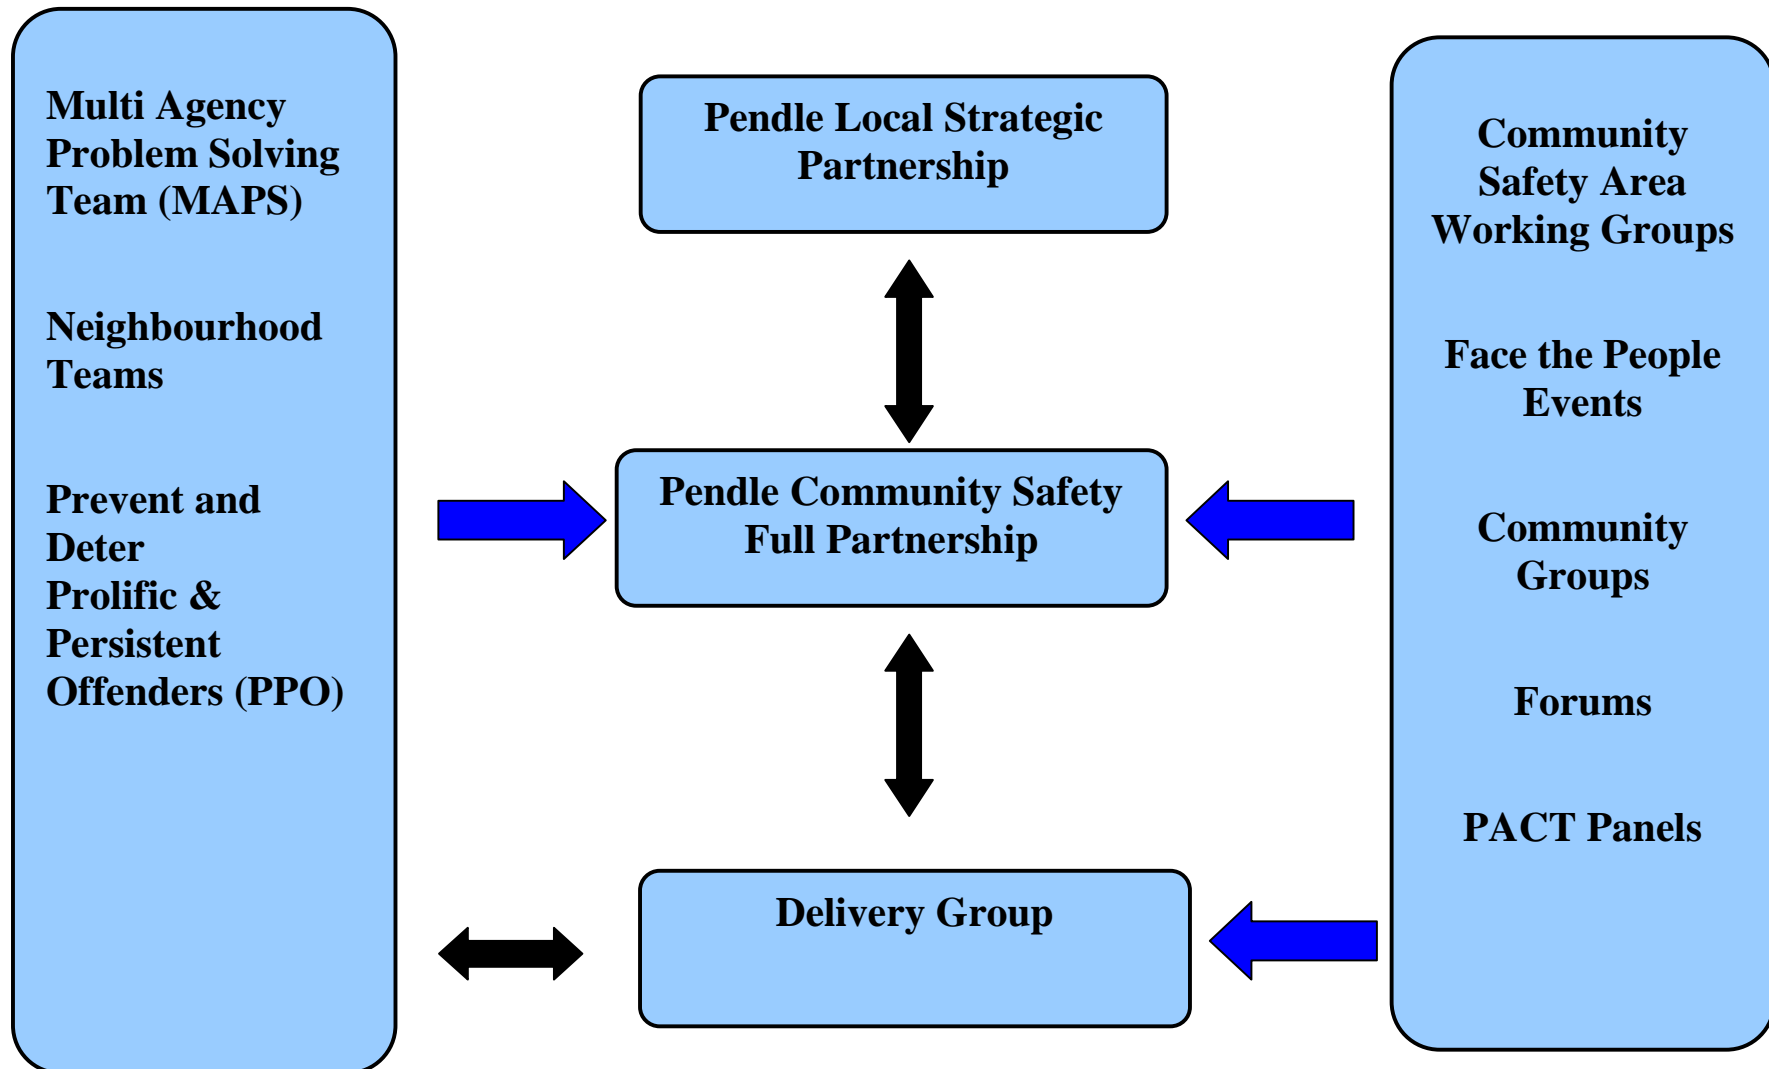 Multi Agency
Problem Solving
Team (MAPS)
Neighbourhood
Teams
Prevent and
Deter
Prolific &
Persistent
Offenders (PPO)
Pendle Local Strategic
Partnership
Pendle Community Safety
Full Partnership
Delivery Group
Community
Safety Area
Working Groups
Face the People
Events
Community
Groups
Forums
PACT Panels